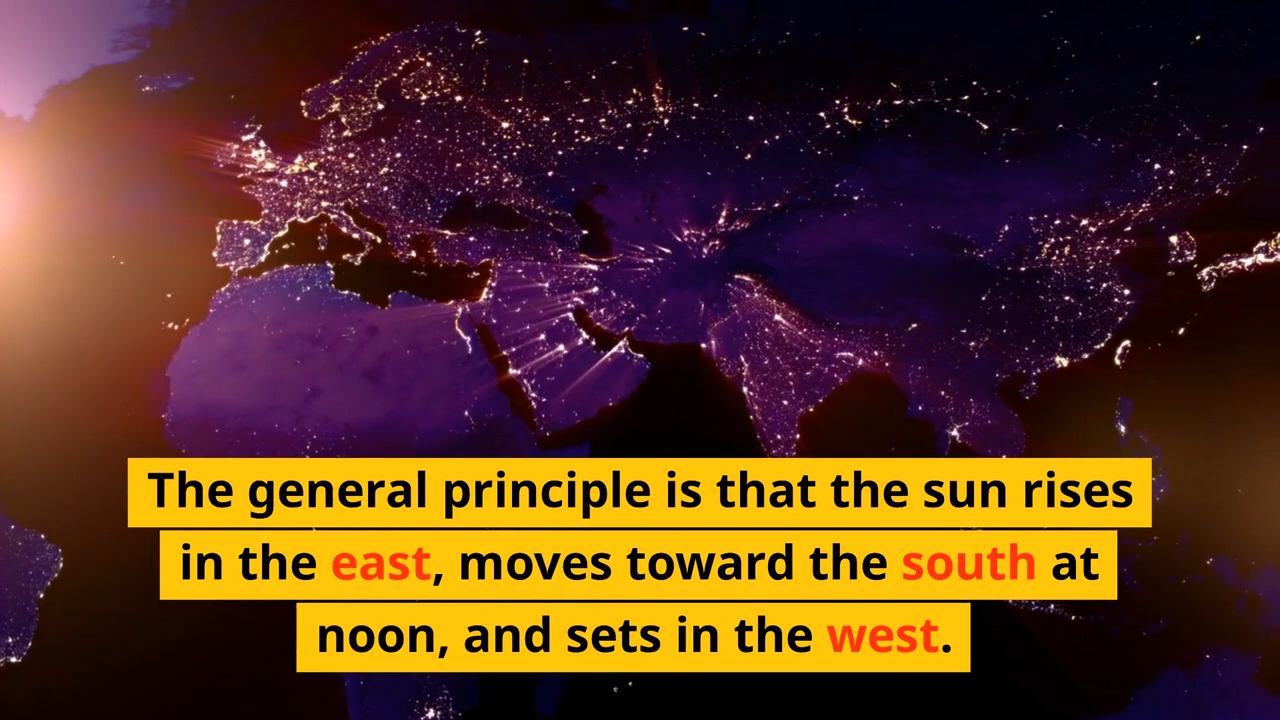 The general principle is that the sun rises
in the east, moves toward the south at
noon, and sets in the west.